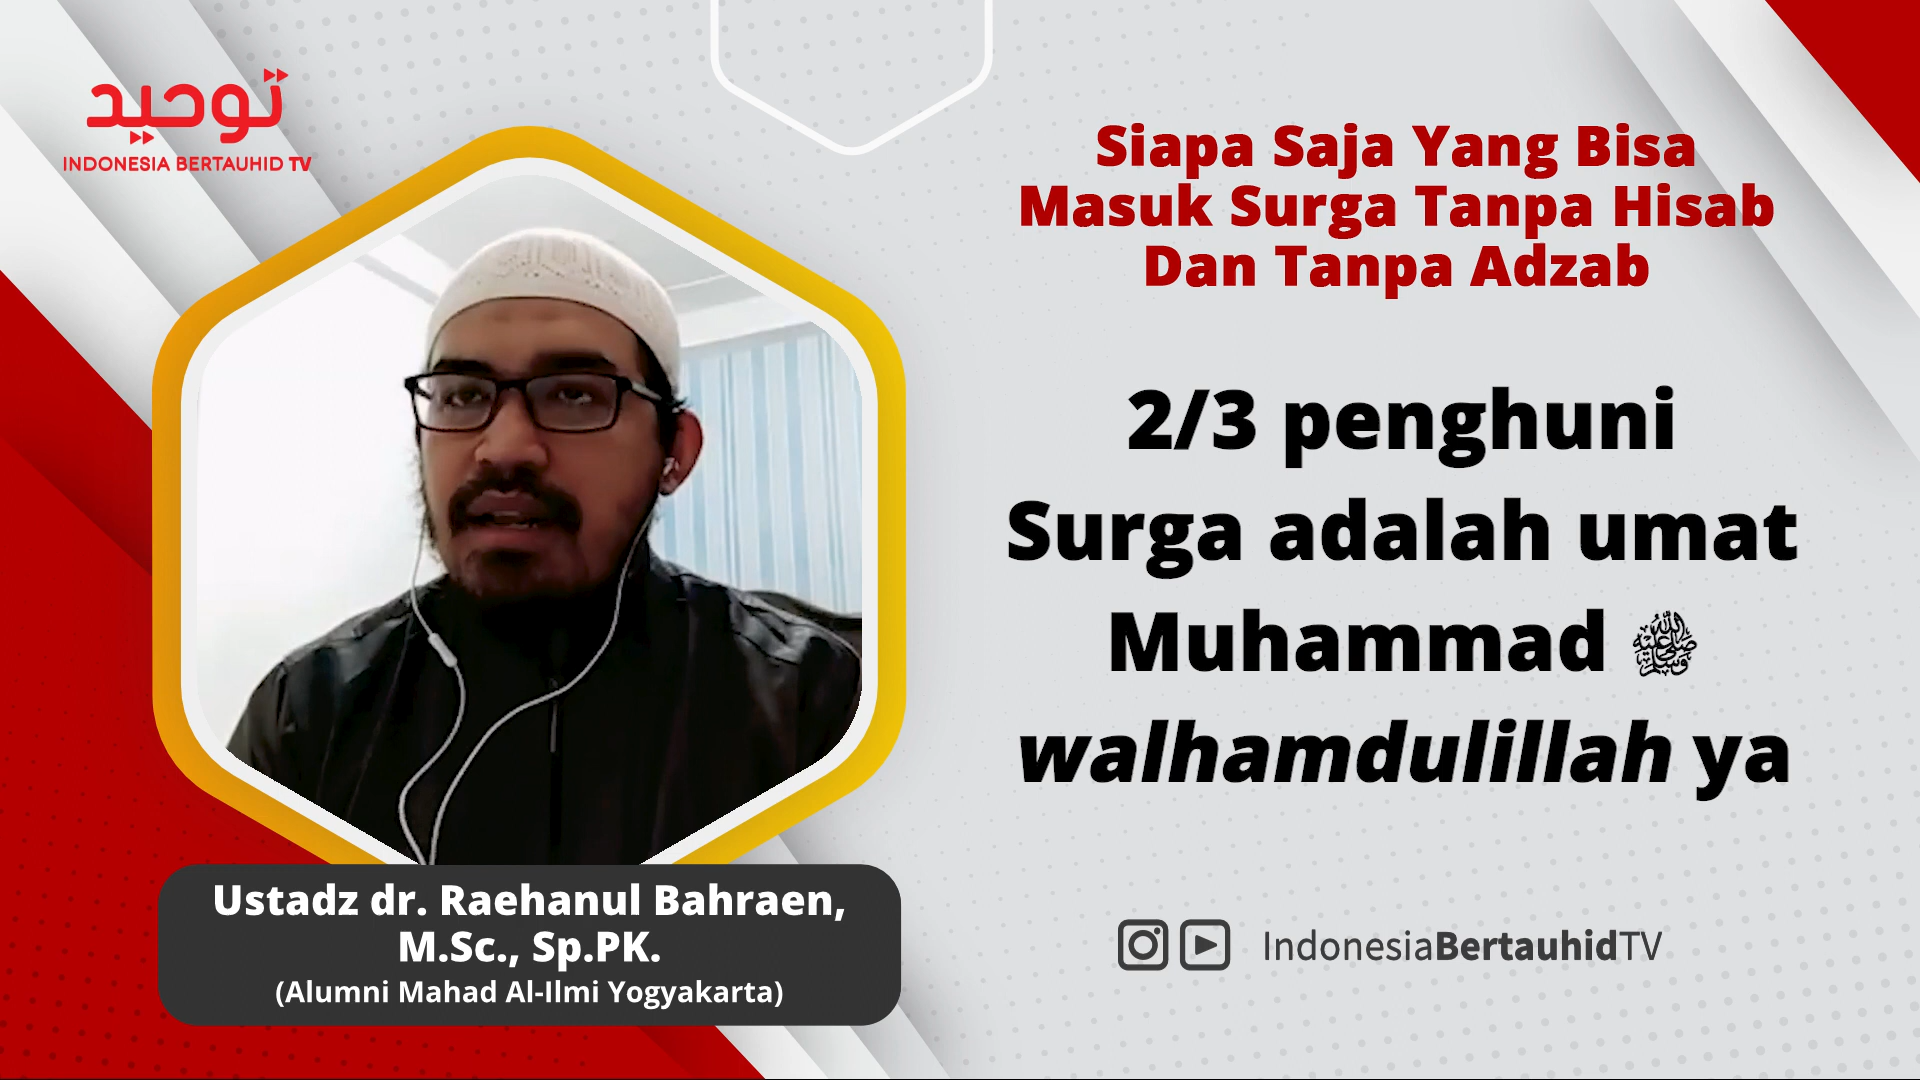 توحيد
INDONESIA BERTAUHID TV
Siapa Saja Yang Bisa
Masuk Surga Tanpa Hisab
Dan Tanpa Adzab
2/3 penghuni
Surga adalah umat
Muhammad ﷺ
walhamdulillah ya
Ustadz dr. Raehanul Bahraen,
M.Sc., Sp.PK.
(Alumni Mahad Al-Ilmi Yogyakarta)
IndonesiaBertauhidTV